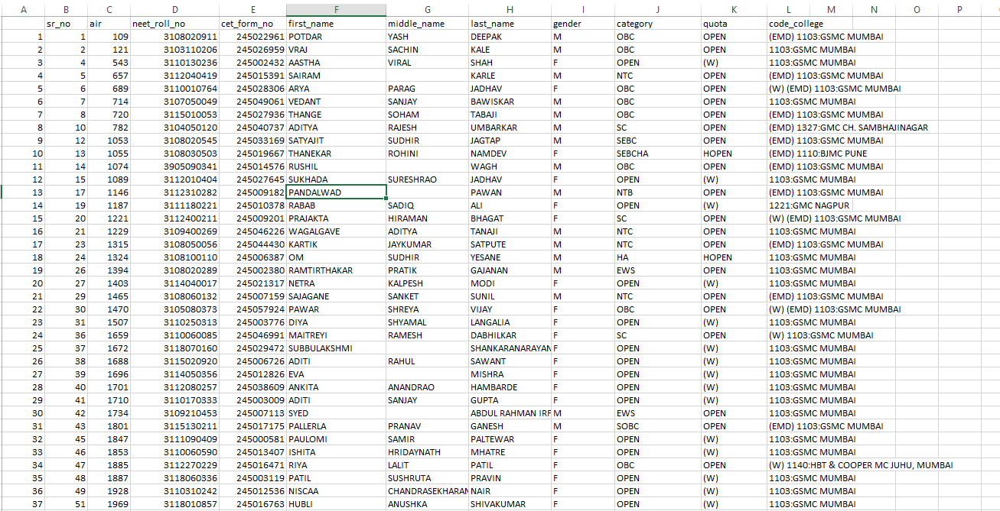 A B C D E F G H I J K L M N O P
sr_no air neet_roll_no cet_form_no first_name middle_name last_name gender category quota code_college
1 1 109 3108020911 245022961 POTDAR YASH DEEPAK M OBC OPEN (EMD) 1103:GSMC MUMBAI
2 2 121 3103110206 245026959 VRAJ SACHIN KALE M OBC OPEN 1103:GSMC MUMBAI
3 4 543 3110130236 245002432 AASTHA VIRAL SHAH F OPEN (W) 1103:GSMC MUMBAI
4 5 657 3112040419 245015391 SAIRAM KARLE M NTC OPEN (EMD) 1103:GSMC MUMBAI
5 6 689 3110010764 245028306 ARYA PARAG JADHAV F OBC OPEN (W) (EMD) 1103:GSMC MUMBAI
6 7 714 3107050049 245049061 VEDANT SANJAY BAWISKAR M OBC OPEN 1103:GSMC MUMBAI
7 8 720 3115010053 245027936 THANGE SOHAM TABAJI M OBC OPEN (EMD) 1103:GSMC MUMBAI
8 10 782 3104050120 245040737 ADITYA RAJESH UMBARKAR M SC OPEN (EMD) 1327:GMC CH. SAMBHAJINAGAR
9 12 1053 3108020545 245033169 SATYAJIT SUDHIR JAGTAP M SEBC OPEN (EMD) 1103:GSMC MUMBAI
10 13 1055 3108030503 245019667 THANEKAR ROHINI NAMDEV F SEBCHA HOPEN (EMD) 1110:BJMC PUNE
11 14 1074 3905090341 245014576 RUSHIL WAGH M OBC OPEN (EMD) 1103:GSMC MUMBAI
12 15 1089 3112010404 245027645 SUKHADA SURESHRAO JADHAV F OPEN (W) 1103:GSMC MUMBAI
13 17 1146 3112310282 245009182 PANDALWAD PAWAN M NTB OPEN (EMD) 1103:GSMC MUMBAI
14 19 1187 3111180221 245010378 RABAB SADIQ ALI F OPEN (W) 1221:GMC NAGPUR
15 20 1221 3112400211 245009201 PRAJAKTA HIRAMAN BHAGAT F SC OPEN (W) (EMD) 1103:GSMC MUMBAI
16 21 1229 3109400269 245046226 WAGALGAVE ADITYA TANAJI M NTC OPEN 1103:GSMC MUMBAI
17 23 1315 3108050056 245044430 KARTIK JAYKUMAR SATPUTE M NTC OPEN (EMD) 1103:GSMC MUMBAI
18 24 1324 3108100110 245006387 OM SUDHIR YESANE M HA HOPEN 1103:GSMC MUMBAI
19 26 1394 3108020289 245002380 RAMTIRTHAKAR PRATIK GAJANAN M EWS OPEN 1103:GSMC MUMBAI
20 27 1403 3114040017 245021317 NETRA KALPESH MODI F OPEN (W) 1103:GSMC MUMBAI
21 29 1465 3108060132 245007159 SAJAGANE SANKET SUNIL M NTC OPEN (EMD) 1103:GSMC MUMBAI
22 30 1470 3105080373 245057924 PAWAR SHREYA VIJAY F OBC OPEN (W) (EMD) 1103:GSMC MUMBAI
23 31 1507 3110250313 245003776 DIYA SHYAMAL LANGALIA F OPEN (W) 1103:GSMC MUMBAI
24 36 1659 3110060085 245046991 MAITREYI RAMESH DABHILKAR F SC OPEN (W) 1103:GSMC MUMBAI
25 37 1672 3118070160 245029472 SUBBULAKSHMI SHANKARANARAYAN F OPEN (W) 1103:GSMC MUMBAI
26 38 1688 3115020920 245006726 ADITI RAHUL SAWANT F OPEN (W) 1103:GSMC MUMBAI
27 39 1696 3114050356 245012826 EVA MISHRA F OPEN (W) 1103:GSMC MUMBAI
28 40 1701 3112080257 245038609 ANKITA ANANDRAO HAMBARDE F OPEN (W) 1103:GSMC MUMBAI
29 41 1710 3110170333 245003009 ADITI SANJAY GUPTA F OPEN (W) 1103:GSMC MUMBAI
30 42 1734 3109210453 245007113 SYED ABDUL RAHMAN IRF M EWS OPEN 1103:GSMC MUMBAI
31 43 1801 3115130211 245017175 PALLERLA PRANAV GANESH M SOBC OPEN (EMD) 1103:GSMC MUMBAI
32 45 1847 3111090409 245000581 PAULOMI SAMIR PALTEWAR F OPEN (W) 1103:GSMC MUMBAI
33 46 1853 3110060590 245013407 ISHITA HRIDAYNATH MHATRE F OPEN (W) 1103:GSMC MUMBAI
34 47 1885 3112270229 245016471 RIYA LALIT PATIL F OBC OPEN (W) 1140:HBT & COOPER MC JUHU, MUMBAI
35 48 1887 3118060336 245003119 PATIL SUSHRUTA PRAVIN F OPEN (W) 1103:GSMC MUMBAI
36 49 1928 3110310242 245012536 NISCAA CHANDRASEKHARAN NAIR F OPEN (W) 1103:GSMC MUMBAI
37 51 1969 3118010857 245016763 HUBLI ANUSHKA SHIVAKUMAR F OPEN (W) 1103:GSMC MUMBAI